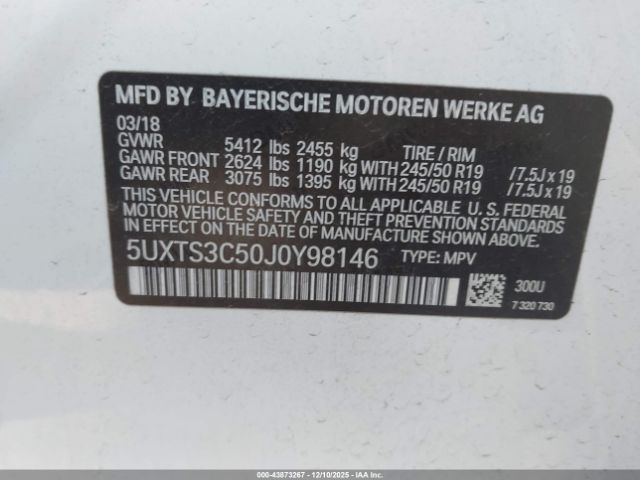 MFD BY BAYERISCHE MOTOREN WERKE AG
03/18
GVWR 5412 lbs 2455 kg TIRE / RIM
GAWR FRONT 2624 lbs 1190 kg WITH 245/50 R19 /7.5J x 19
GAWR REAR 3075 lbs 1395 kg WITH 245/50 R19 /7.5J x 19
THIS VEHICLE CONFORMS TO ALL APPLICABLE U. S. FEDERAL
MOTOR VEHICLE SAFETY AND THEFT PREVENTION STANDARDS
IN EFFECT ON THE DATE OF MANUFACTURE SHOWN ABOVE.
5UXTS3C50J0Y98146 TYPE: MPV
300U
7 320 730
000-43873267 - 12/10/2025 - IAAI.COM